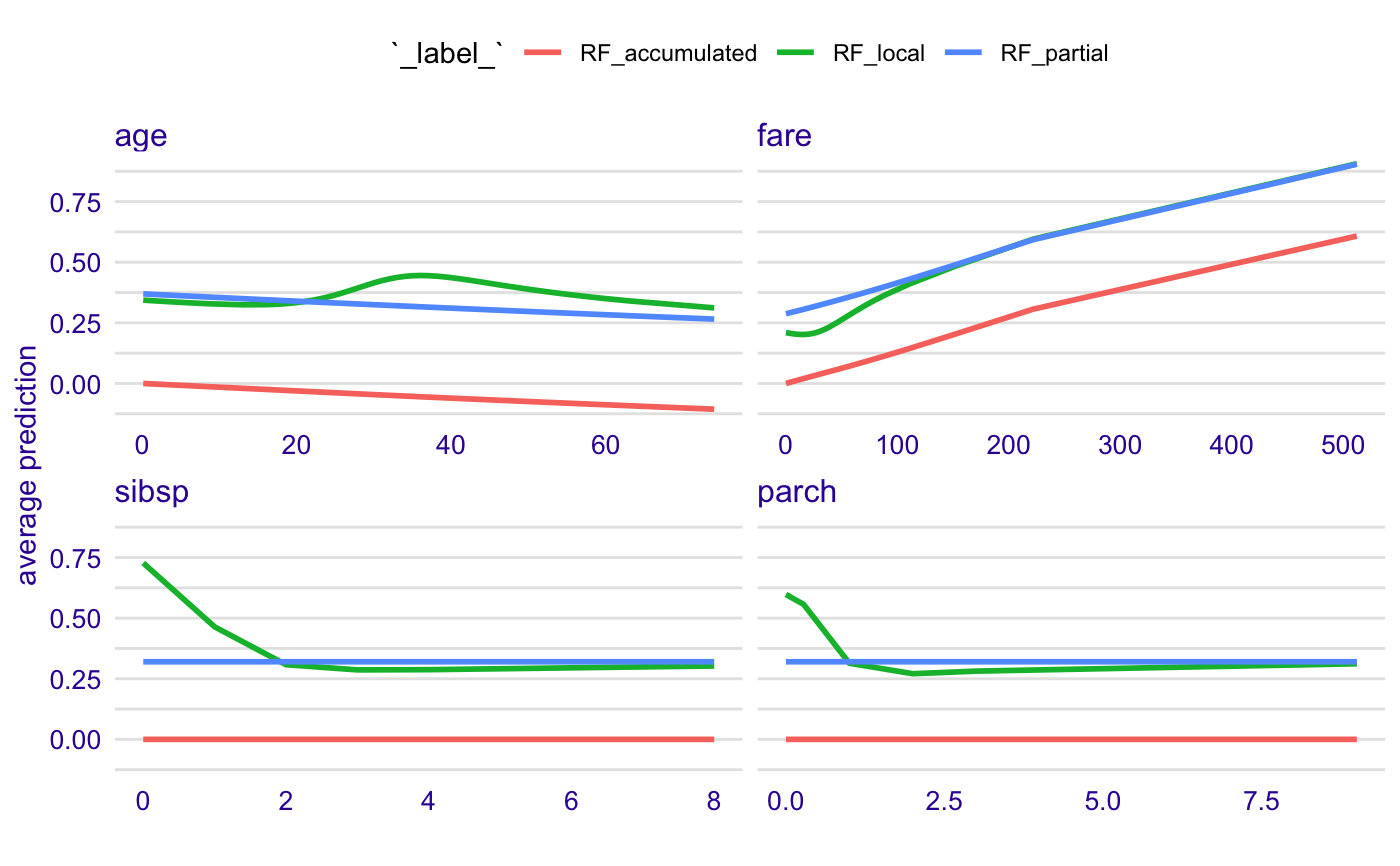 `_label_` RF_accumulated RF_local RF_partial
age
fare
0.75
0.50
0.25
0.00
0 20 40 60
0 100 200 300 400 500
average prediction
sibsp
parch
0.75
0.50
0.25
0.00
0 2 4 6 8
0.0 2.5 5.0 7.5